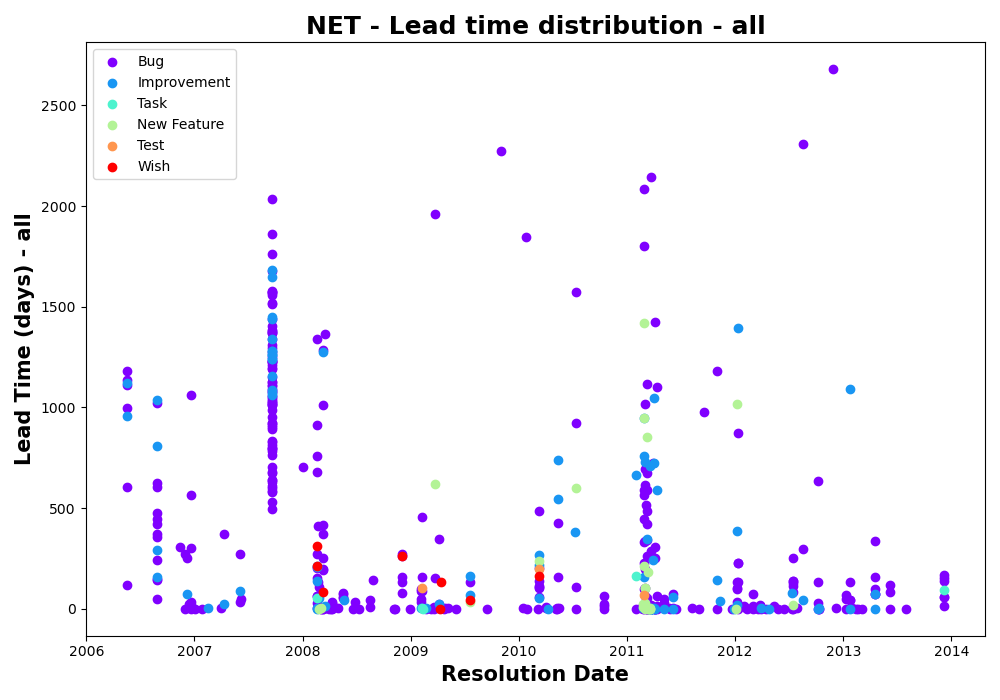 NET - Lead time distribution - all
Bug
Improvement
Task
New Feature
Test
Wish
Lead Time (days) - all
2500
2000
1500
1000
500
0
2006 2007 2008 2009 2010 2011 2012 2013 2014
Resolution Date